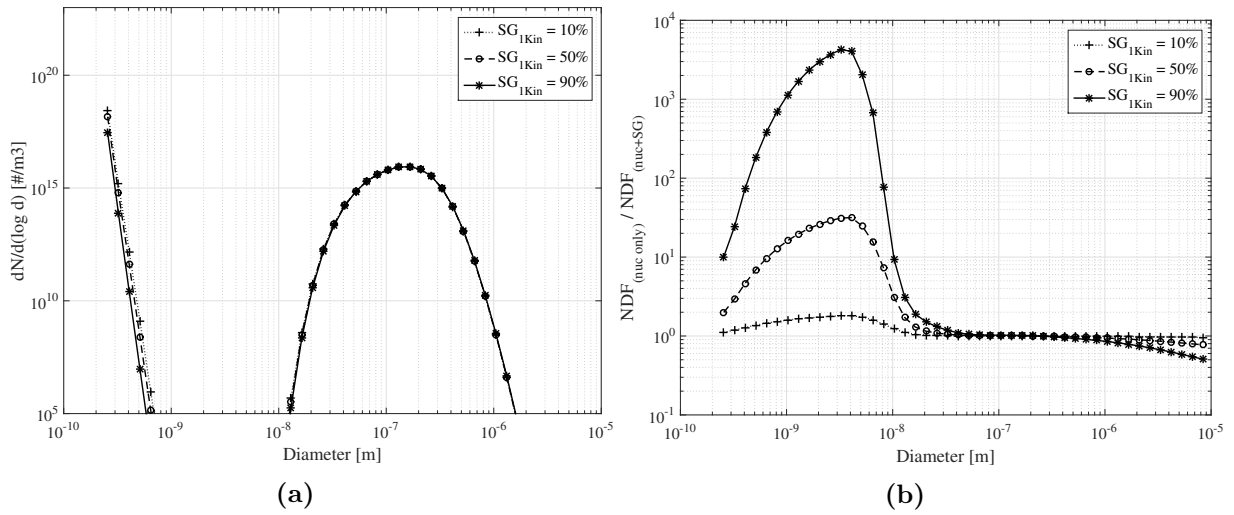 SG1Kin = 10%
SG1Kin = 50%
SG1Kin = 90%
dN/d(log d) [#/m3]
10^20
10^15
10^10
10^5
10^-10
10^-9
10^-8
10^-7
10^-6
10^-5
Diameter [m]
(a)
SG1Kin = 10%
SG1Kin = 50%
SG1Kin = 90%
NDF(nuc only) / NDF(nuc+SG)
10^4
10^3
10^2
10^1
10^0
10^-1
10^-10
10^-9
10^-8
10^-7
10^-6
10^-5
Diameter [m]
(b)